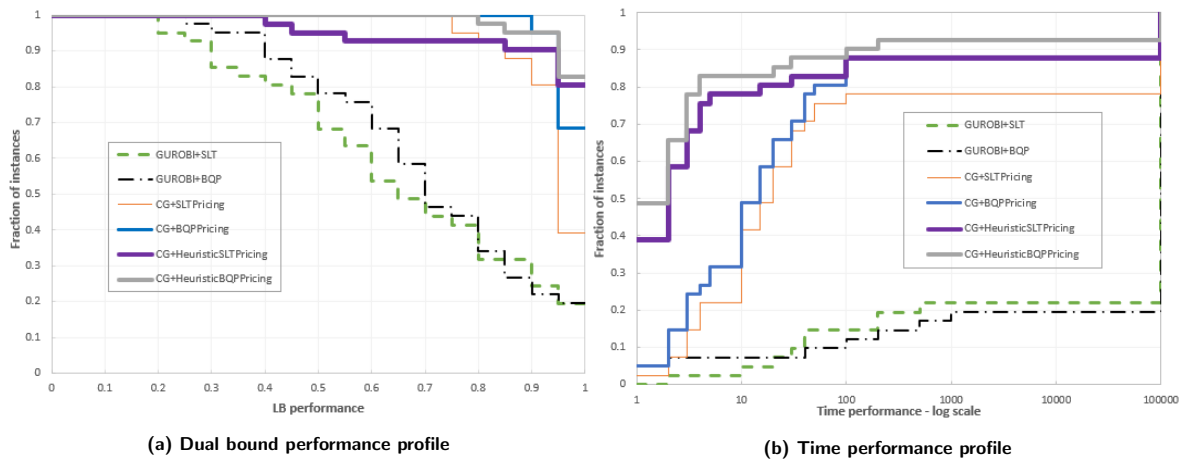 1
0.9
0.8
0.7
0.6
0.5
0.4
0.3
0.2
0.1
0
Fraction of instances
GUROBI+SLT
GUROBI+BQP
CG+SLTPricing
CG+BQPPricing
CG+HeuristicSLTPricing
CG+HeuristicBQPPricing
0 0.1 0.2 0.3 0.4 0.5 0.6 0.7 0.8 0.9 1
LB performance
(a) Dual bound performance profile
1
0.9
0.8
0.7
0.6
0.5
0.4
0.3
0.2
0.1
0
Fraction of instances
GUROBI+SLT
GUROBI+BQP
CG+SLTPricing
CG+BQPPricing
CG+HeuristicSLTPricing
CG+HeuristicBQPPricing
1 10 100 1000 10000 100000
Time performance - log scale
(b) Time performance profile